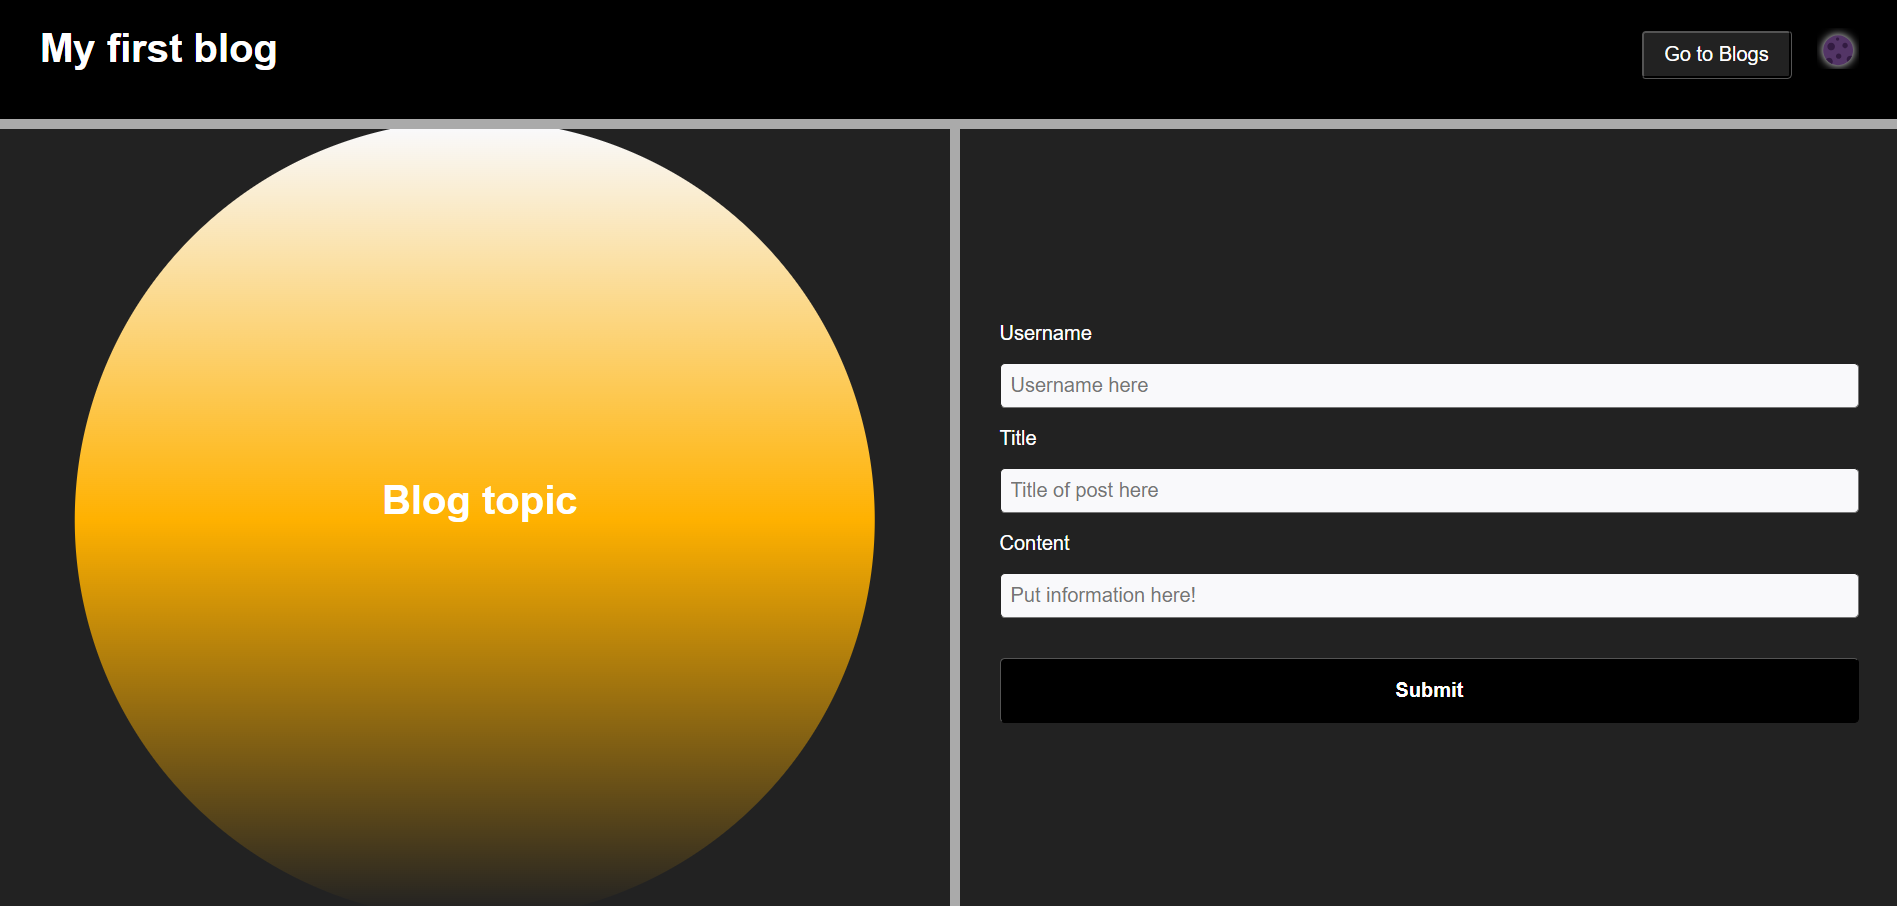 My first blog
Go to Blogs
Blog topic
Username
Username here
Title
Title of post here
Content
Put information here!
Submit